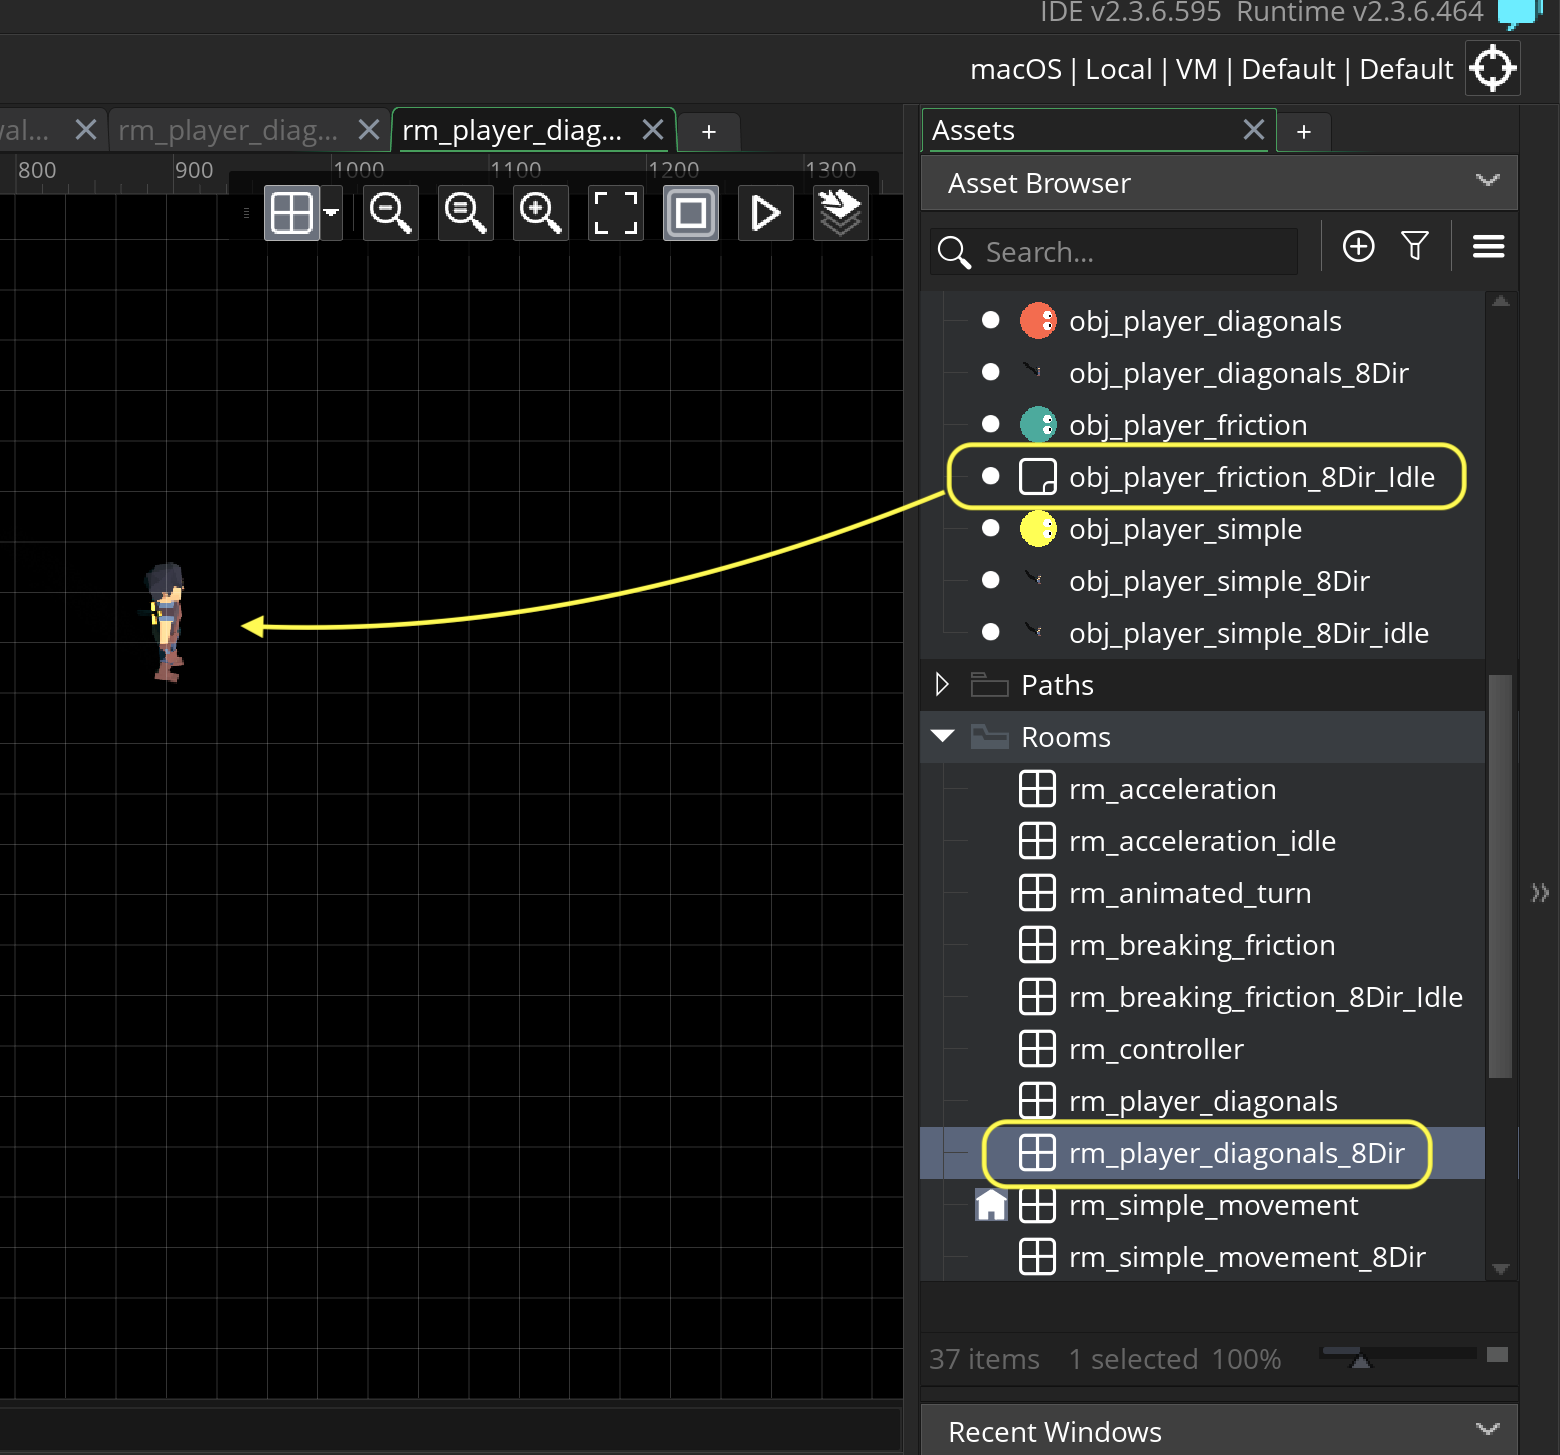 IDE v2.3.6.595 Runtime v2.3.6.464
macOS | Local | VM | Default | Default
val... rm_player_diag... rm_player_diag... +
Assets +
800 900 1000 1100 1200 1300
Asset Browser
Search...
obj_player_diagonals
obj_player_diagonals_8Dir
obj_player_friction
obj_player_friction_8Dir_Idle
obj_player_simple
obj_player_simple_8Dir
obj_player_simple_8Dir_idle
Paths
Rooms
rm_acceleration
rm_acceleration_idle
rm_animated_turn
rm_breaking_friction
rm_breaking_friction_8Dir_Idle
rm_controller
rm_player_diagonals
rm_player_diagonals_8Dir
rm_simple_movement
rm_simple_movement_8Dir
37 items 1 selected 100%
Recent Windows